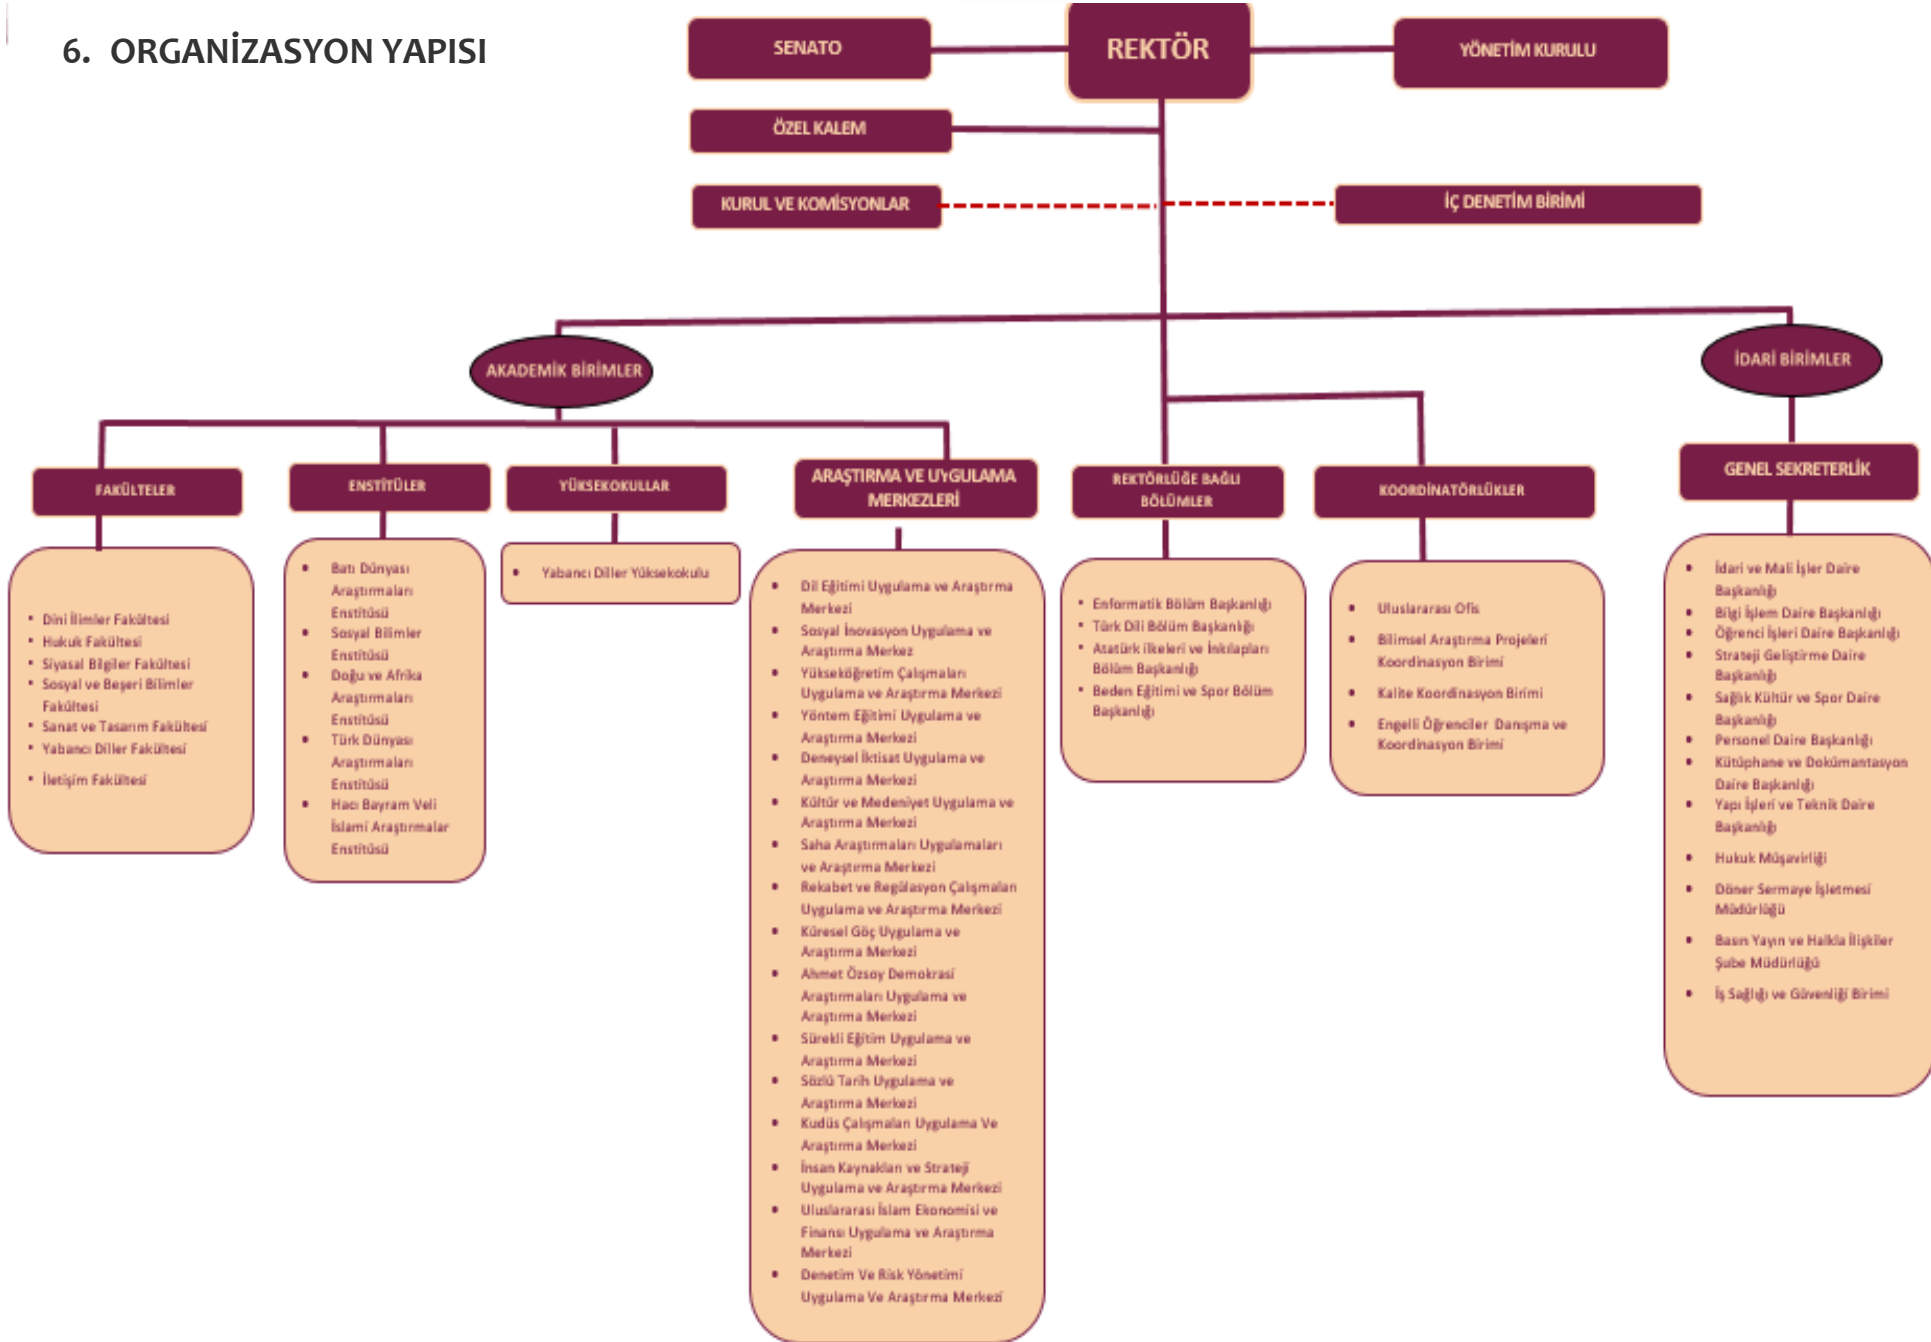 6. ORGANİZASYON YAPISI
SENATO
REKTÖR
YÖNETİM KURULU
ÖZEL KALEM
KURUL VE KOMİSYONLAR
İÇ DENETİM BİRİMİ
AKADEMİK BİRİMLER
İDARİ BİRİMLER
FAKÜLTELER
• Dini İlimler Fakültesi
• Hukuk Fakültesi
• Siyasal Bilgiler Fakültesi
• Sosyal ve Beşeri Bilimler
Fakültesi
• Sanat ve Tasarım Fakültesi
• Yabancı Diller Fakültesi
• İletişim Fakültesi
ENSTİTÜLER
• Batı Dünyası
Araştırmaları
Enstitüsü
• Sosyal Bilimler
Enstitüsü
• Doğu ve Afrika
Araştırmaları
Enstitüsü
• Türk Dünyası
Araştırmaları
Enstitüsü
• Hacı Bayram Veli
İslami Araştırmalar
Enstitüsü
YÜKSEKOKULLAR
• Yabancı Diller Yüksekokulu
ARAŞTIRMA VE UYGULAMA
MERKEZLERİ
• Dil Eğitimi Uygulama ve Araştırma
Merkezi
• Sosyal İnovasyon Uygulama ve
Araştırma Merkez
• Yükseköğretim Çalışmaları
Uygulama ve Araştırma Merkezi
• Yöntem Eğitimi Uygulama ve
Araştırma Merkezi
• Deneysel İktisat Uygulama ve
Araştırma Merkezi
• Kültür ve Medeniyet Uygulama ve
Araştırma Merkezi
• Saha Araştırmaları Uygulamaları
ve Araştırma Merkezi
• Rekabet ve Regülasyon Çalışmaları
Uygulama ve Araştırma Merkezi
• Küresel Göç Uygulama ve
Araştırma Merkezi
• Ahmet Özsoy Demokrasi
Araştırmaları Uygulama ve
Araştırma Merkezi
• Sürekli Eğitim Uygulama ve
Araştırma Merkezi
• Sözlü Tarih Uygulama ve
Araştırma Merkezi
• Kudüs Çalışmaları Uygulama Ve
Araştırma Merkezi
• İnsan Kaynakları ve Strateji
Uygulama ve Araştırma Merkezi
• Uluslararası İslam Ekonomisi ve
Finansı Uygulama ve Araştırma
Merkezi
• Denetim Ve Risk Yönetimi
Uygulama Ve Araştırma Merkezi
REKTÖRLÜĞE BAĞLI
BÖLÜMLER
• Enformatik Bölüm Başkanlığı
• Türk Dili Bölüm Başkanlığı
• Atatürk ilkeleri ve İnkılapları
Bölüm Başkanlığı
• Beden Eğitimi ve Spor Bölüm
Başkanlığı
KOORDİNATÖRLÜKLER
• Uluslararası Ofis
• Bilimsel Araştırma Projeleri
Koordinasyon Birimi
• Kalite Koordinasyon Birimi
• Engelli Öğrenciler Danışma ve
Koordinasyon Birimi
GENEL SEKRETERLİK
• İdari ve Mali İşler Daire
Başkanlığı
• Bilgi İşlem Daire Başkanlığı
• Öğrenci İşleri Daire Başkanlığı
• Strateji Geliştirme Daire
Başkanlığı
• Sağlık Kültür ve Spor Daire
Başkanlığı
• Personel Daire Başkanlığı
• Kütüphane ve Dokümantasyon
Daire Başkanlığı
• Yapı İşleri ve Teknik Daire
Başkanlığı
• Hukuk Müşavirliği
• Döner Sermaye İşletmesi
Müdürlüğü
• Basın Yayın ve Halkla İlişkiler
Şube Müdürlüğü
• İş Sağlığı ve Güvenliği Birimi